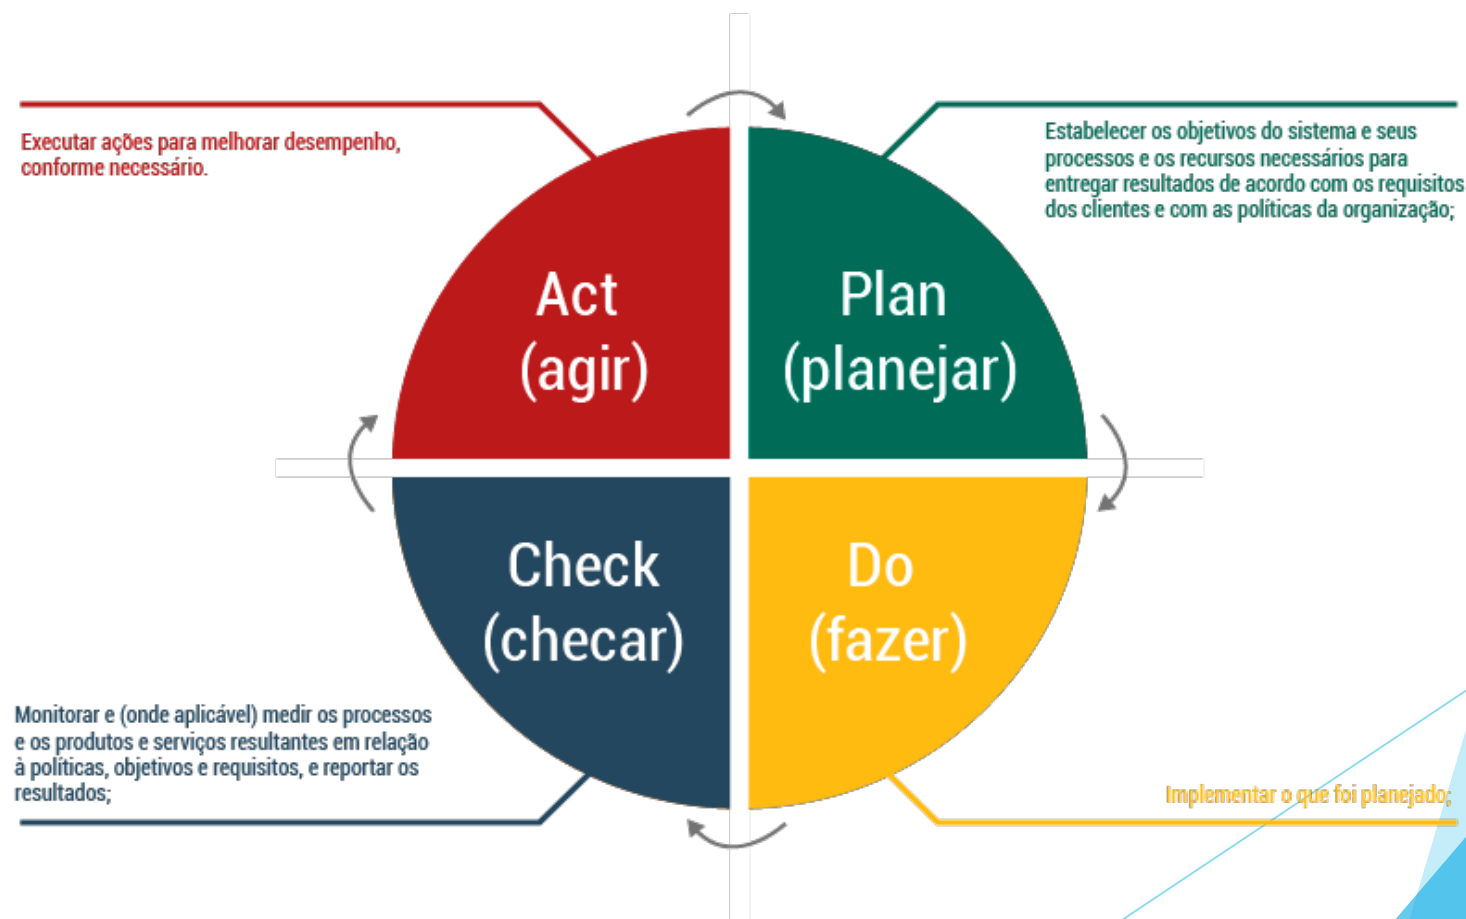 Executar ações para melhorar desempenho,
conforme necessário.
Estabelecer os objetivos do sistema e seus
processos e os recursos necessários para
entregar resultados de acordo com os requisitos
dos clientes e com as políticas da organização;
Act
(agir)
Plan
(planejar)
Check
(checar)
Do
(fazer)
Monitorar e (onde aplicável) medir os processos
e os produtos e serviços resultantes em relação
à políticas, objetivos e requisitos, e reportar os
resultados;
Implementar o que foi planejado;